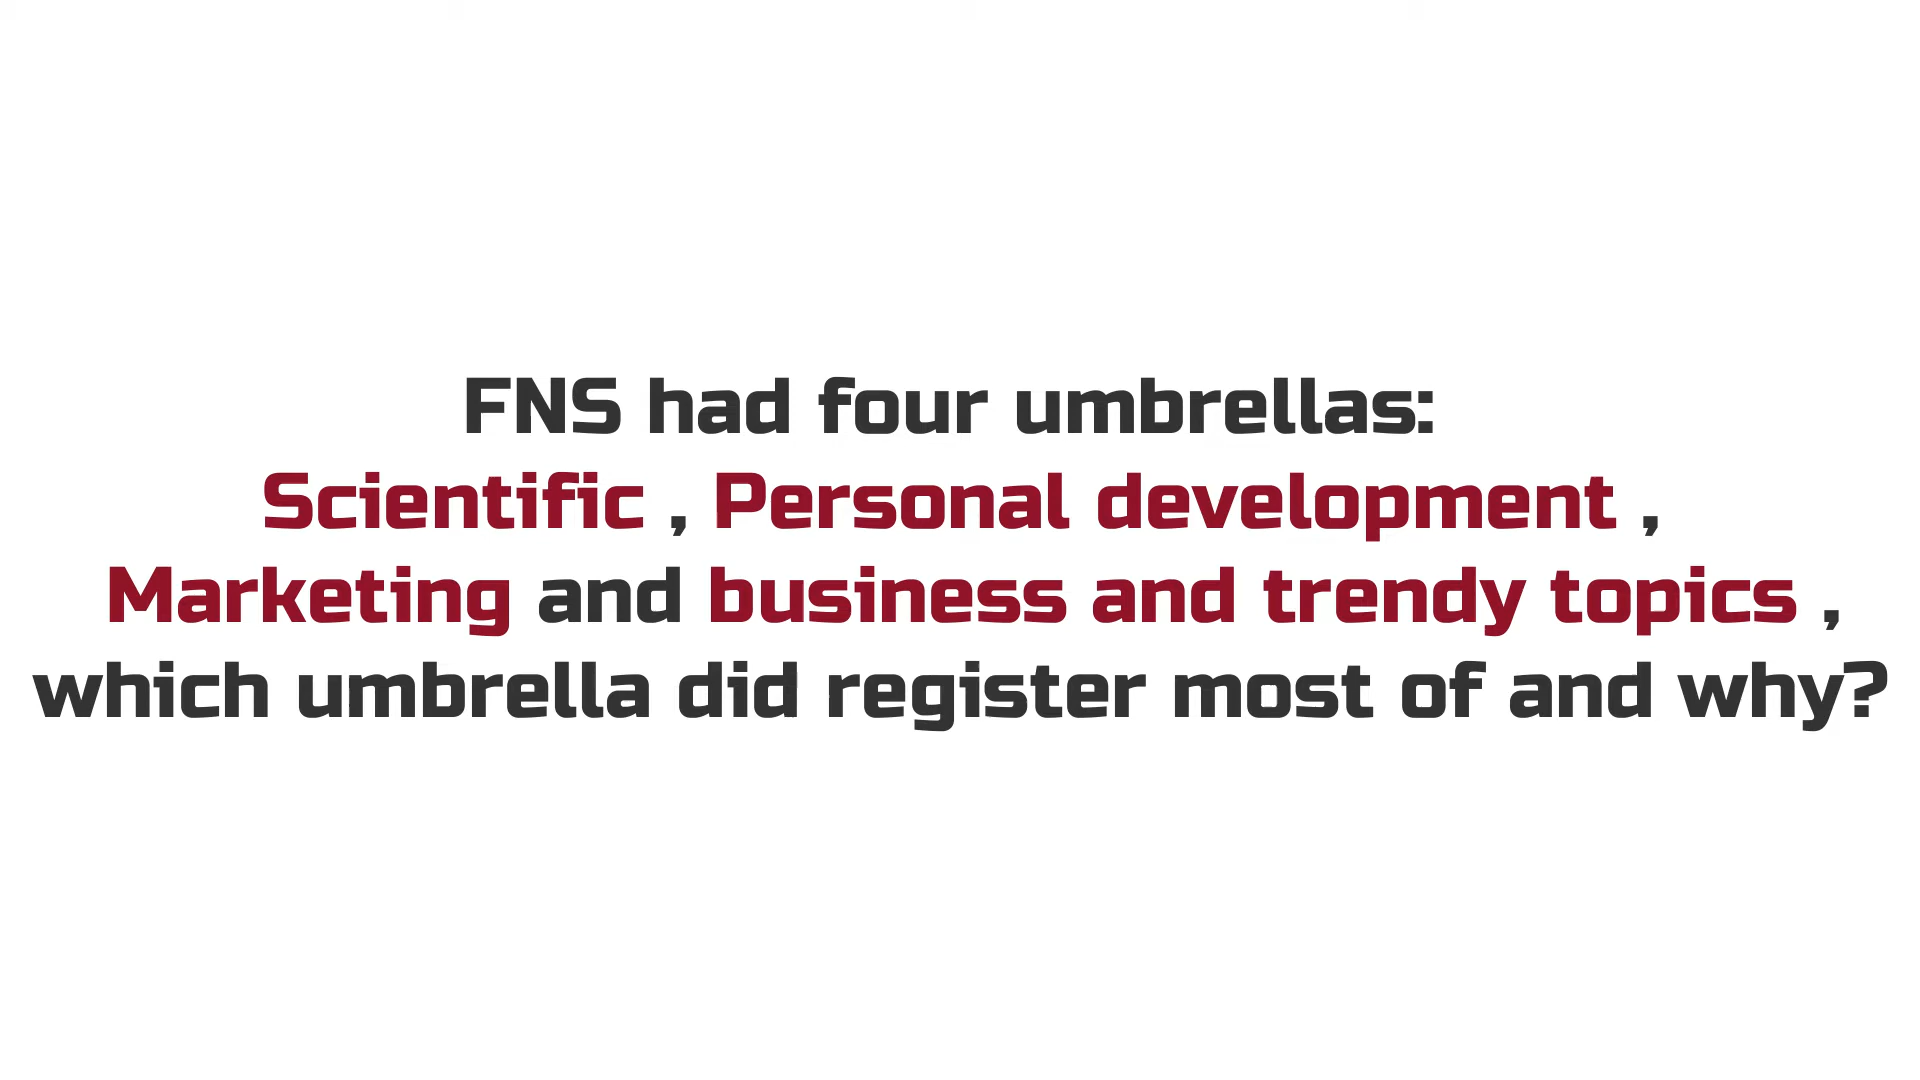 FNS had four umbrellas:
Scientific , Personal development ,
Marketing and business and trendy topics ,
which umbrella did register most of and why?